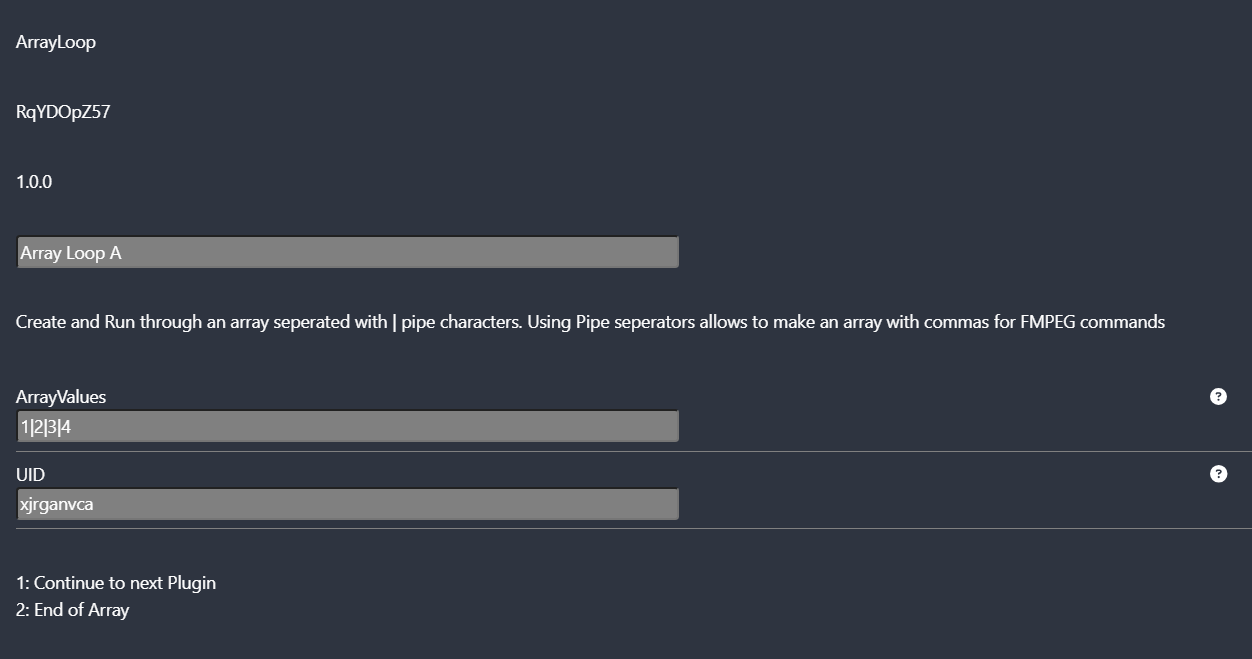 ArrayLoop
RqYDOpZ57
1.0.0
Array Loop A
Create and Run through an array seperated with | pipe characters. Using Pipe seperators allows to make an array with commas for FMPEG commands
ArrayValues
1|2|3|4
UID
xjrganvca
1: Continue to next Plugin
2: End of Array